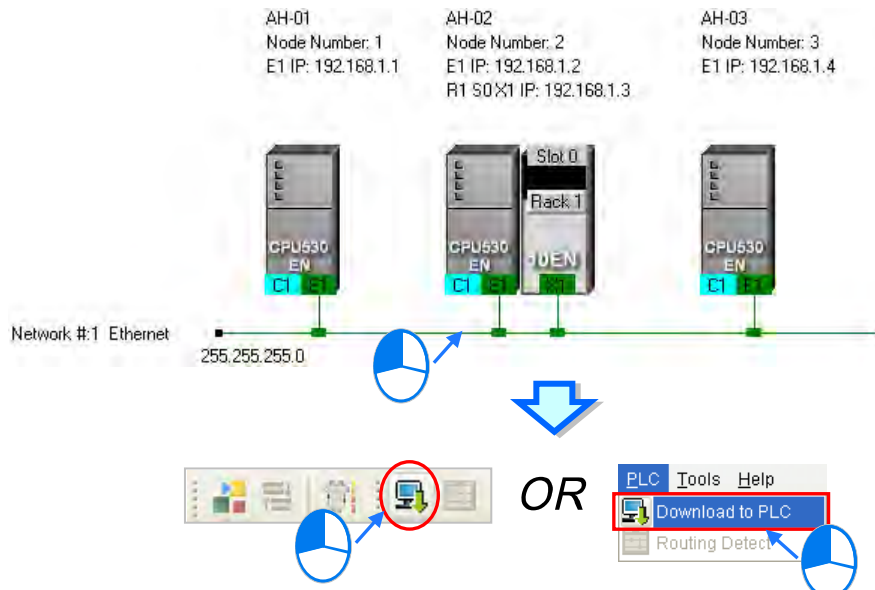 AH-01
Node Number: 1
E1 IP: 192.168.1.1
AH-02
Node Number: 2
E1 IP: 192.168.1.2
R1 S0 X1 IP: 192.168.1.3
AH-03
Node Number: 3
E1 IP: 192.168.1.4
CPU530
EN
C1 E1
CPU530
EN
C1 E1
Slot 0
Rack 1
10EN
X1
CPU530
EN
C1 E1
Network #:1 Ethernet
255.255.255.0
OR
PLC Tools Help
Download to PLC
Routing Detect